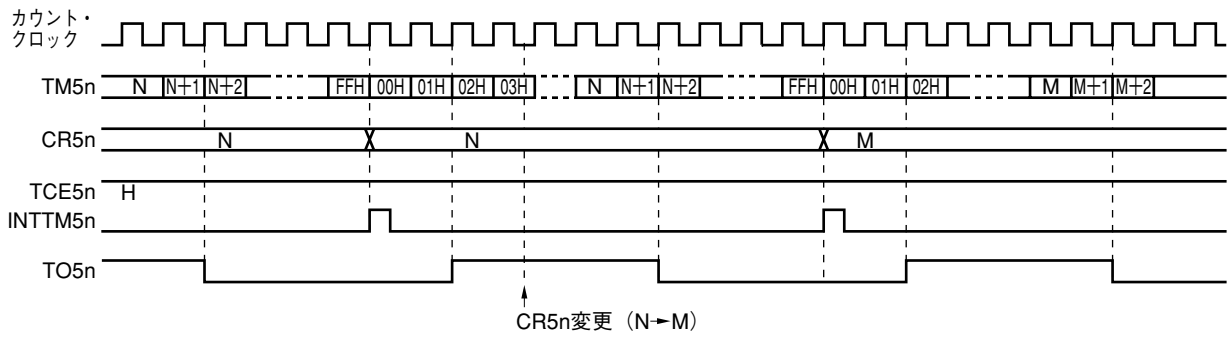 カウント・
クロック
TM5n N N+1 N+2 FFH 00H 01H 02H 03H N N+1 N+2 FFH 00H 01H 02H M M+1 M+2
CR5n N N M
TCE5n H
INTTM5n
TO5n
CR5n変更（N→M）